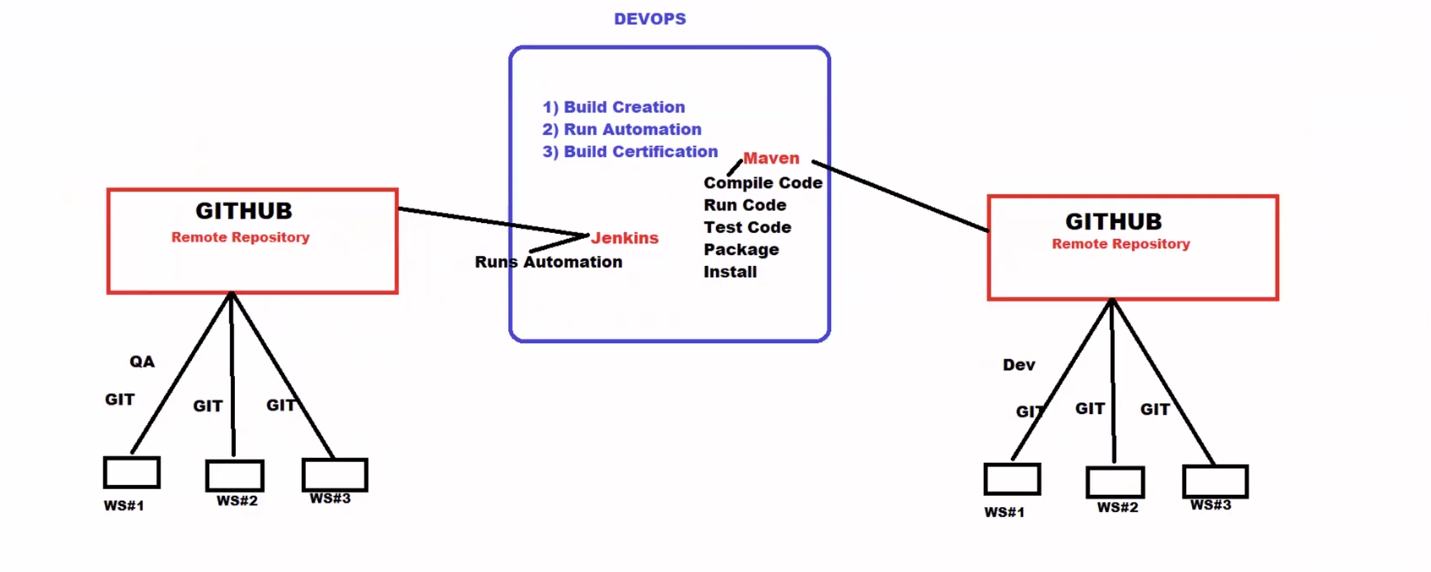 DEVOPS
1) Build Creation
2) Run Automation
3) Build Certification
Maven
Compile Code
Run Code
Test Code
Package
Install
Jenkins
Runs Automation
GITHUB
Remote Repository
QA
GIT
GIT
GIT
WS#1
WS#2
WS#3
GITHUB
Remote Repository
Dev
GIT
GIT
GIT
WS#1
WS#2
WS#3